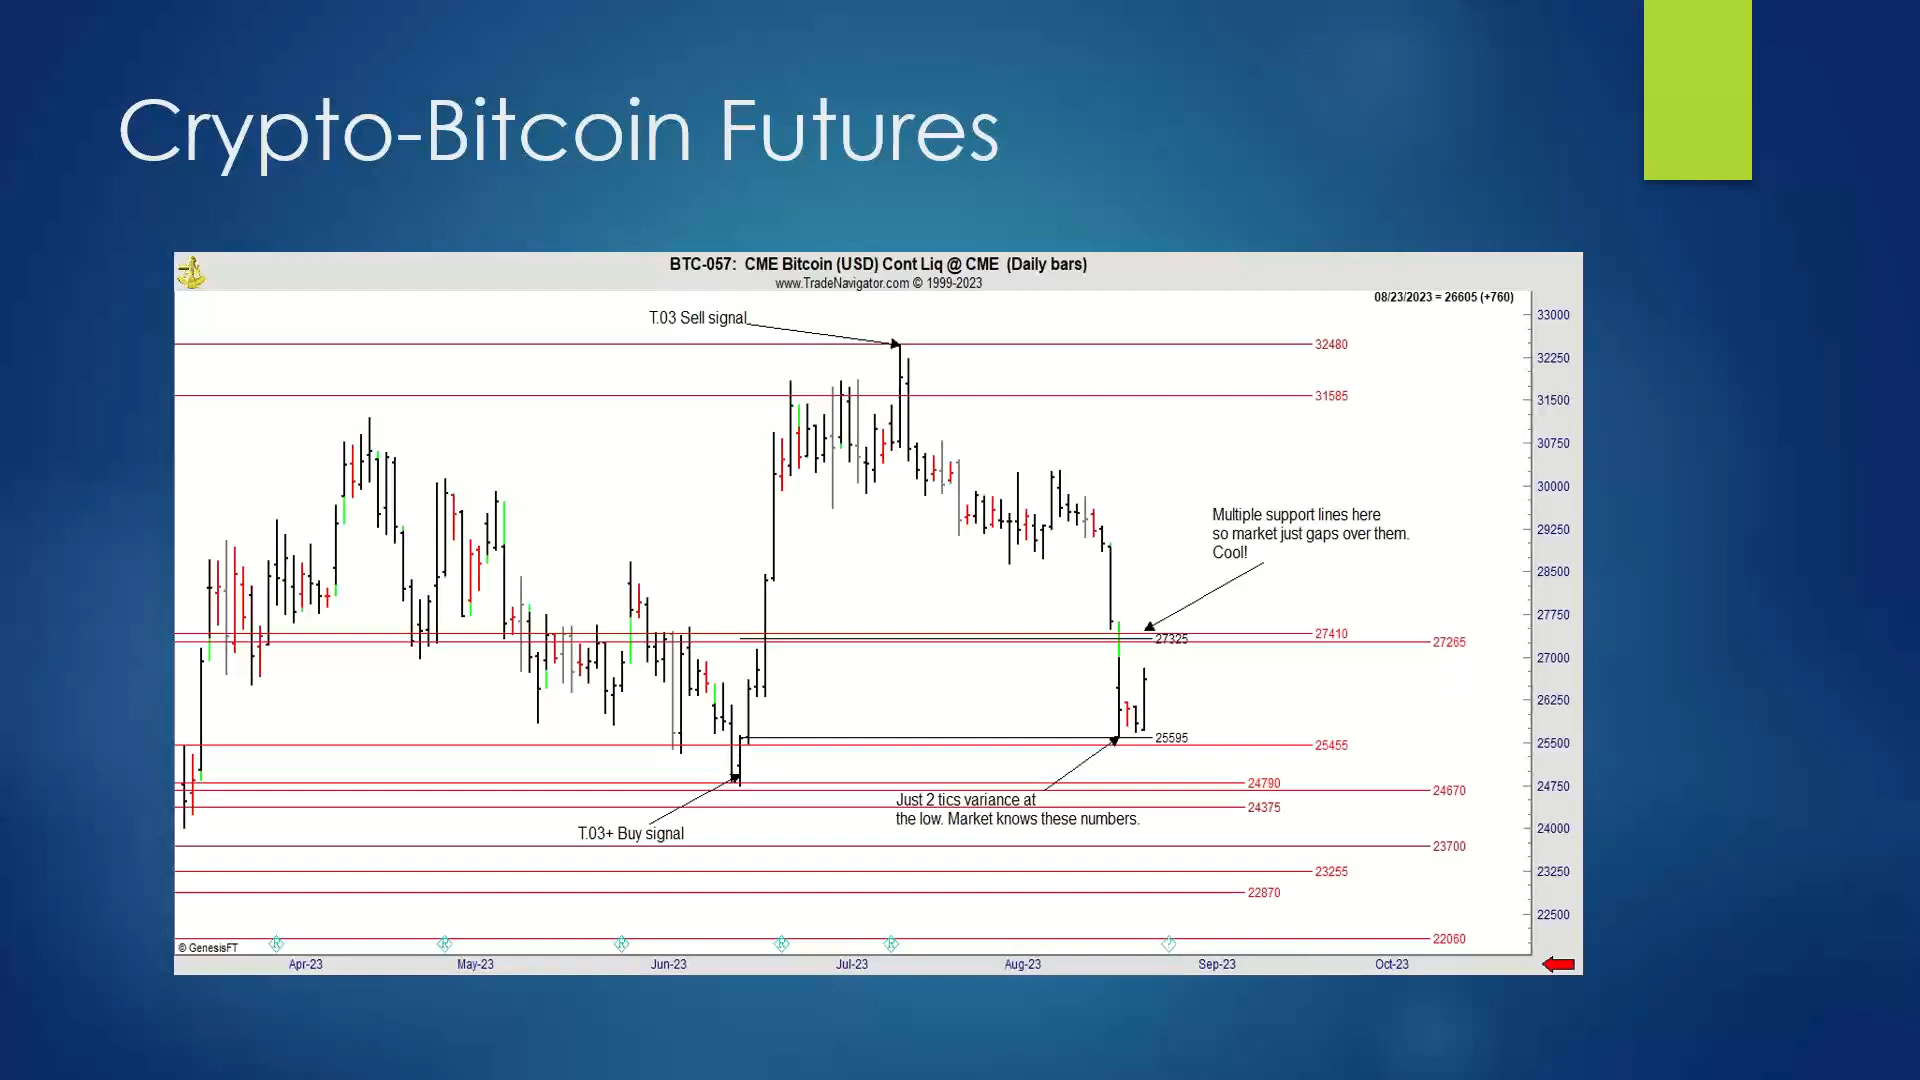 Crypto-Bitcoin Futures
BTC-057: CME Bitcoin (USD) Cont Liq @ CME (Daily bars)
www.TradeNavigator.com © 1999-2023
08/23/2023 = 26605 (+760)
T.03 Sell signal
33000
32480
32250
31585
31500
30750
30000
29250
Multiple support lines here
so market just gaps over them.
Cool!
28500
27750
27410
27325
27265
27000
26250
25595
25500
25455
24790
24750
24670
24375
Just 2 tics variance at
the low. Market knows these numbers.
T.03+ Buy signal
24000
23700
23255
23250
22870
22500
22060
© GenesisFT
R
R
R
R
R
Apr-23
May-23
Jun-23
Jul-23
Aug-23
Sep-23
Oct-23